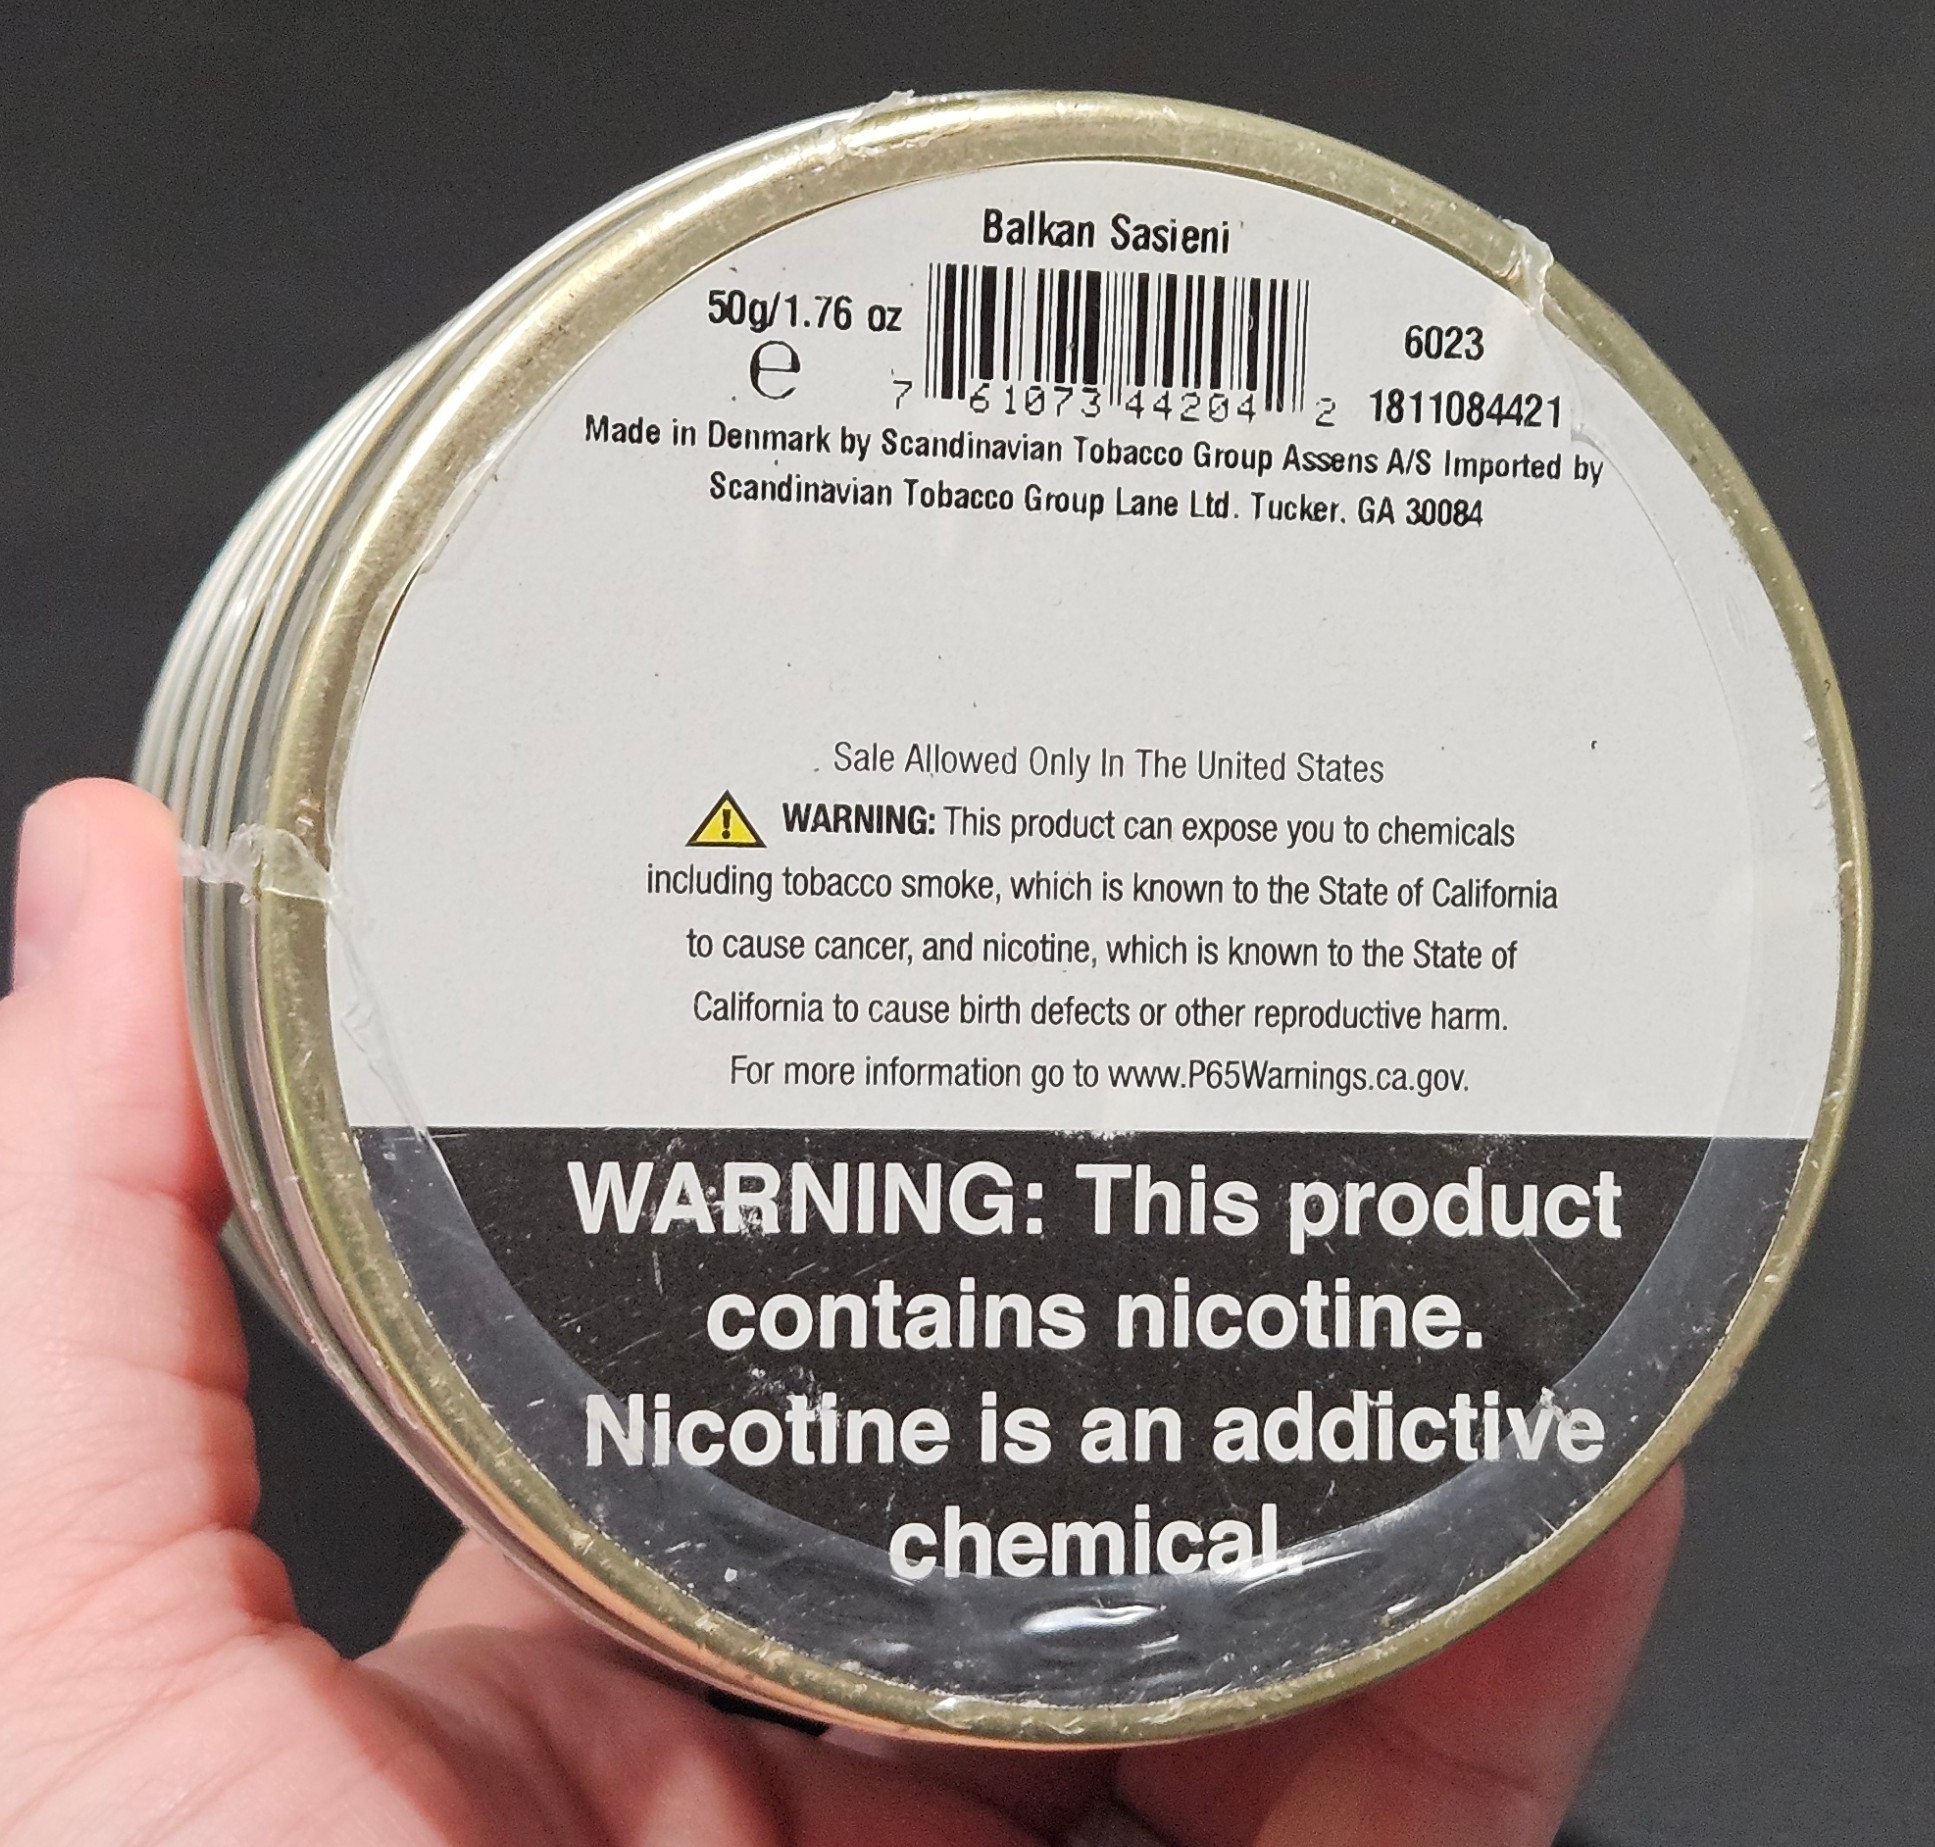 Balkan Sasieni
50g/1.76 oz
e
7 61073 44204 2
6023
1811084421
Made in Denmark by Scandinavian Tobacco Group Assens A/S Imported by
Scandinavian Tobacco Group Lane Ltd. Tucker. GA 30084
Sale Allowed Only In The United States
WARNING: This product can expose you to chemicals
including tobacco smoke, which is known to the State of California
to cause cancer, and nicotine, which is known to the State of
California to cause birth defects or other reproductive harm.
For more information go to www.P65Warnings.ca.gov.
WARNING: This product
contains nicotine.
Nicotine is an addictive
chemical.